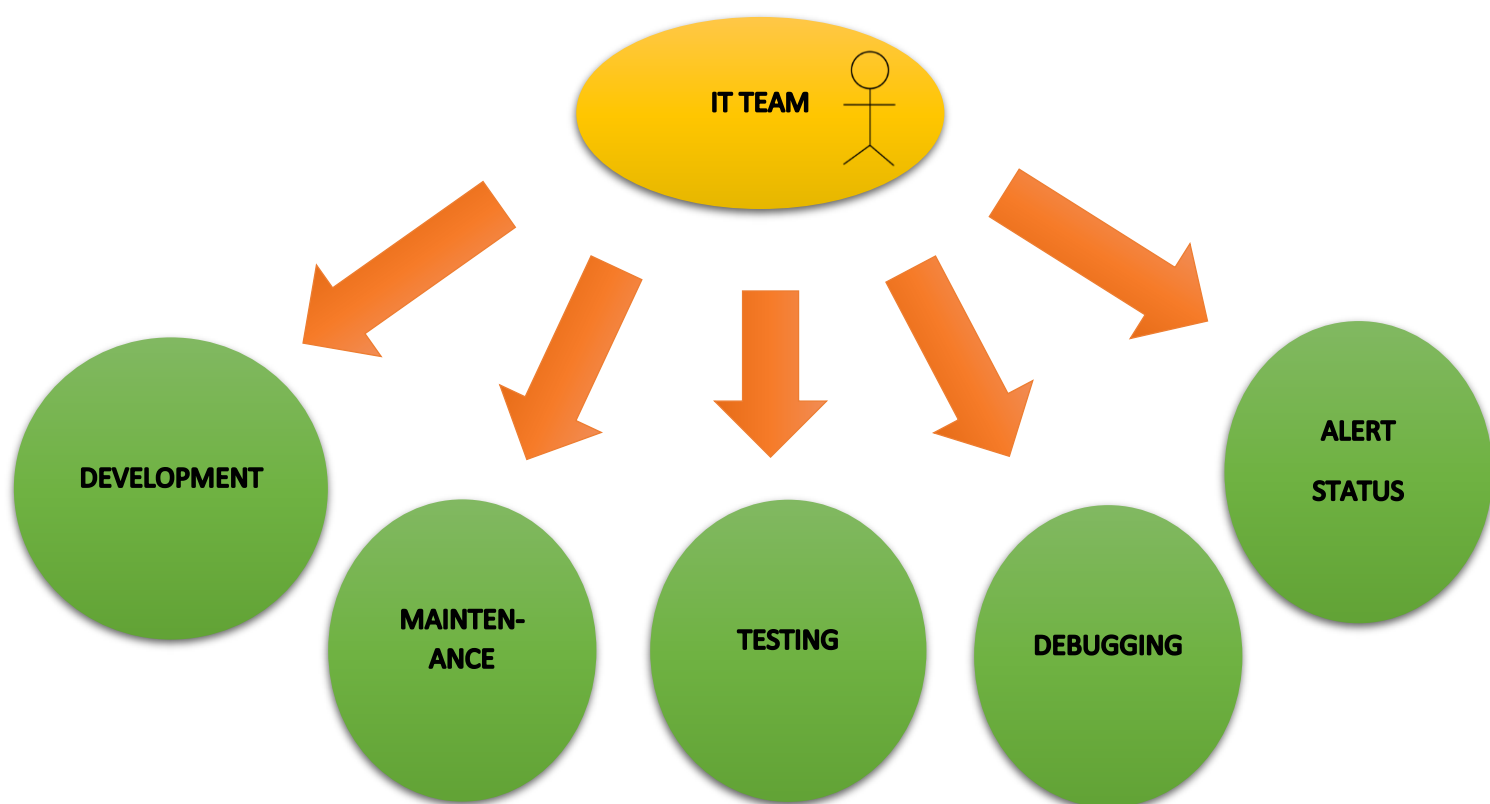 IT TEAM
DEVELOPMENT
MAINTEN-
ANCE
TESTING
DEBUGGING
ALERT
STATUS